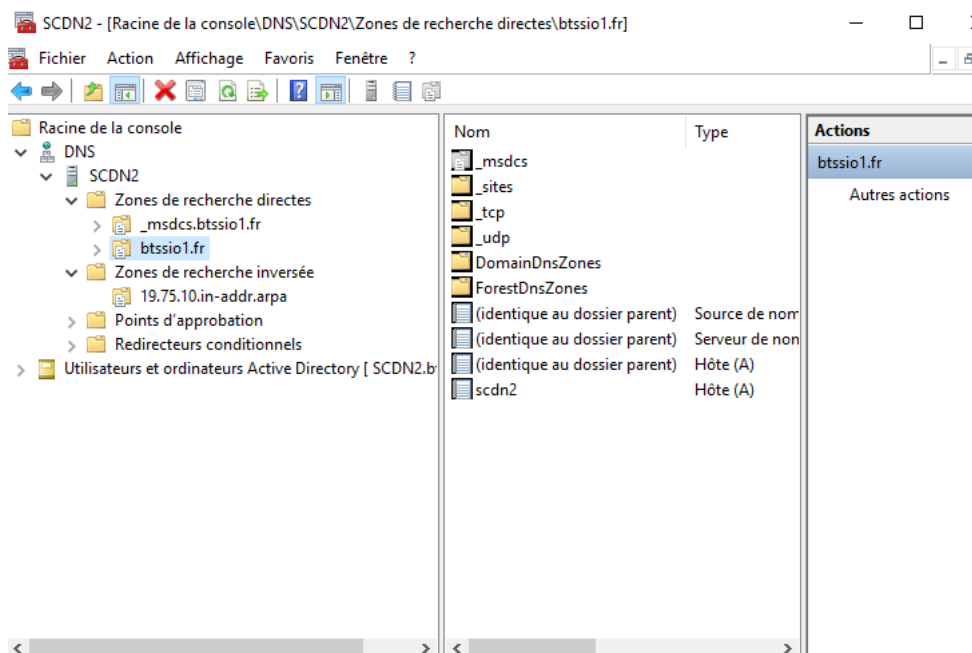 SCDN2 - [Racine de la console\DNS\SCDN2\Zones de recherche directes\btssio1.fr]
Fichier Action Affichage Favoris Fenêtre ?
Racine de la console
DNS
SCDN2
Zones de recherche directes
_msdcs.btssio1.fr
btssio1.fr
Zones de recherche inversée
19.75.10.in-addr.arpa
Points d'approbation
Redirecteurs conditionnels
Utilisateurs et ordinateurs Active Directory [ SCDN2.b
Nom Type
_msdcs
_sites
_tcp
_udp
DomainDnsZones
ForestDnsZones
(identique au dossier parent) Source de nom
(identique au dossier parent) Serveur de non
(identique au dossier parent) Hôte (A)
scdn2 Hôte (A)
Actions
btssio1.fr
Autres actions